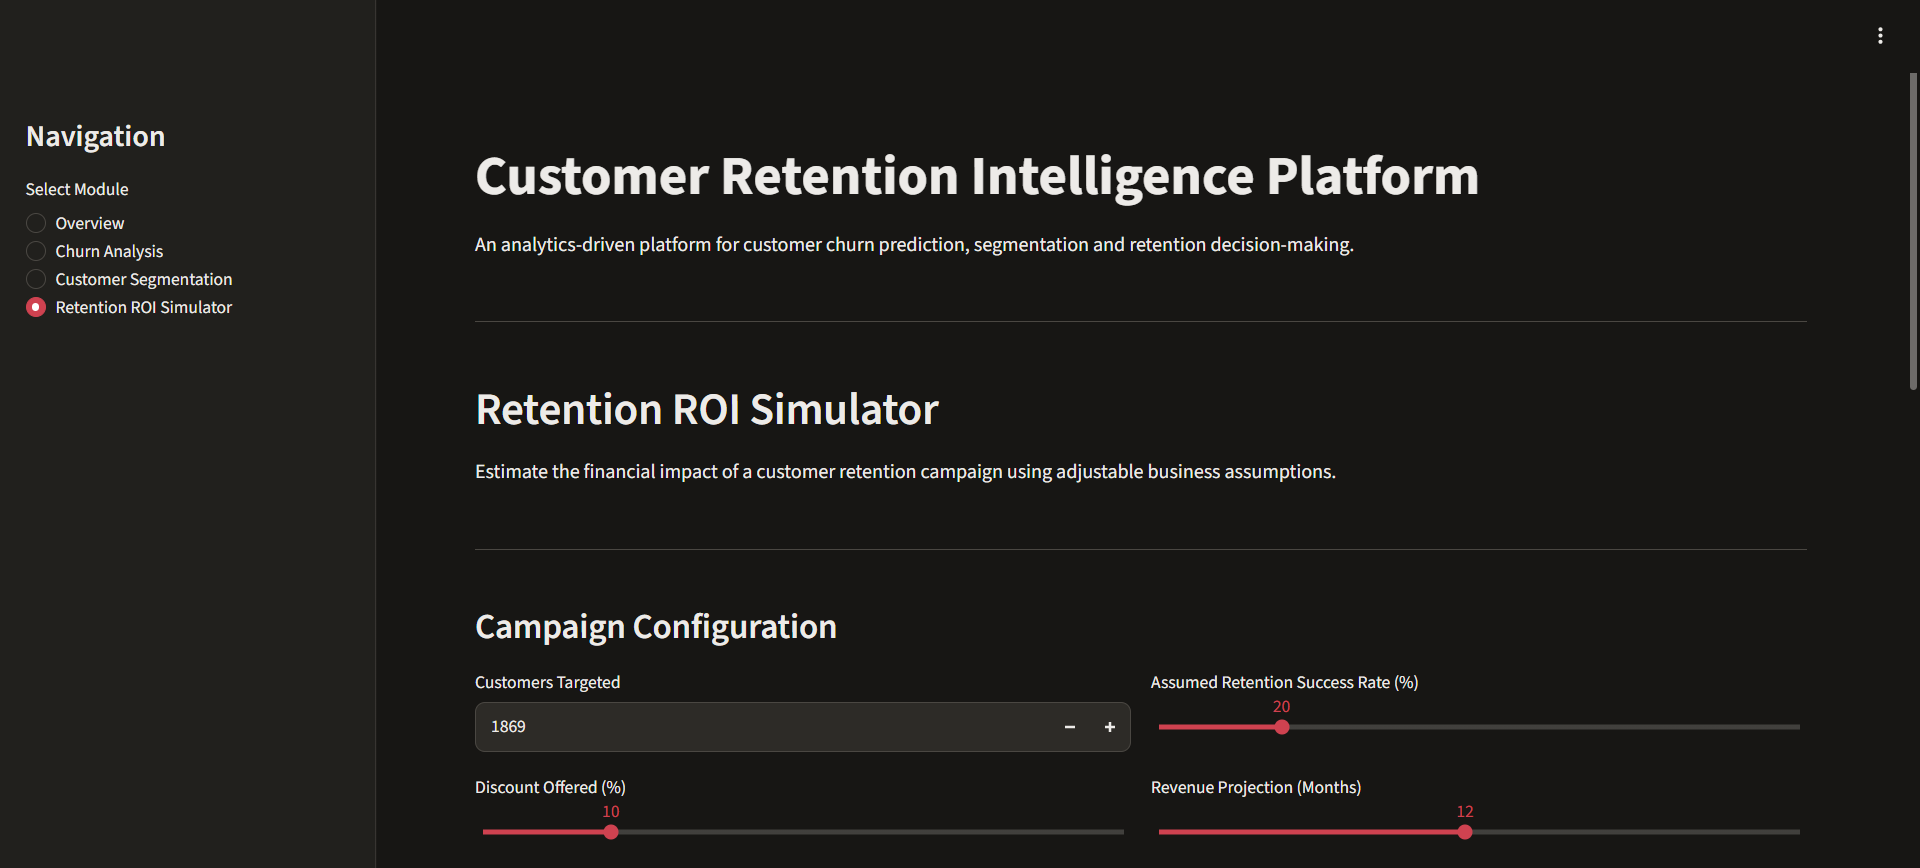 Navigation
Select Module
Overview
Churn Analysis
Customer Segmentation
Retention ROI Simulator
Customer Retention Intelligence Platform
An analytics-driven platform for customer churn prediction, segmentation and retention decision-making.
Retention ROI Simulator
Estimate the financial impact of a customer retention campaign using adjustable business assumptions.
Campaign Configuration
Customers Targeted
1869
Assumed Retention Success Rate (%)
20
Discount Offered (%)
10
Revenue Projection (Months)
12